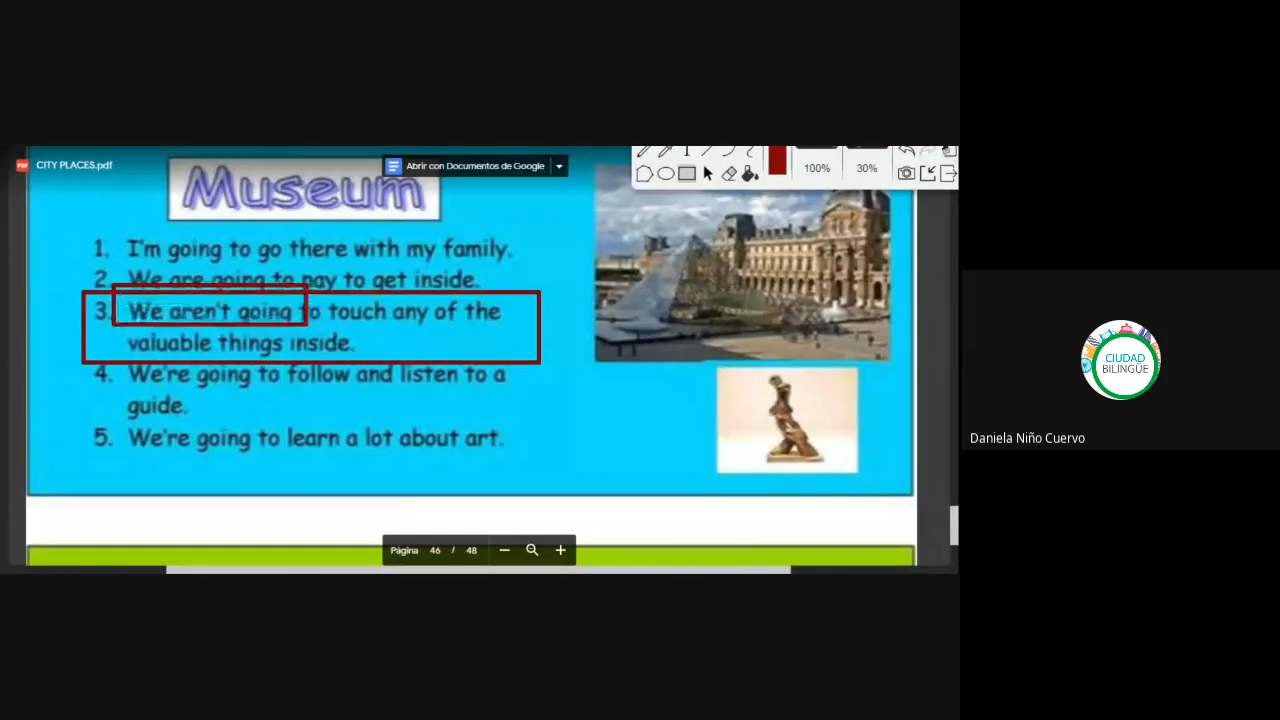 CITY PLACES.pdf
Abrir con Documentos de Google
100%
30%
Museum
1. I'm going to go there with my family.
2. We are going to pay to get inside.
3. We aren't going to touch any of the
valuable things inside.
4. We're going to follow and listen to a
guide.
5. We're going to learn a lot about art.
Página 46 / 48
CIUDAD
BILINGÜE
Daniela Niño Cuervo